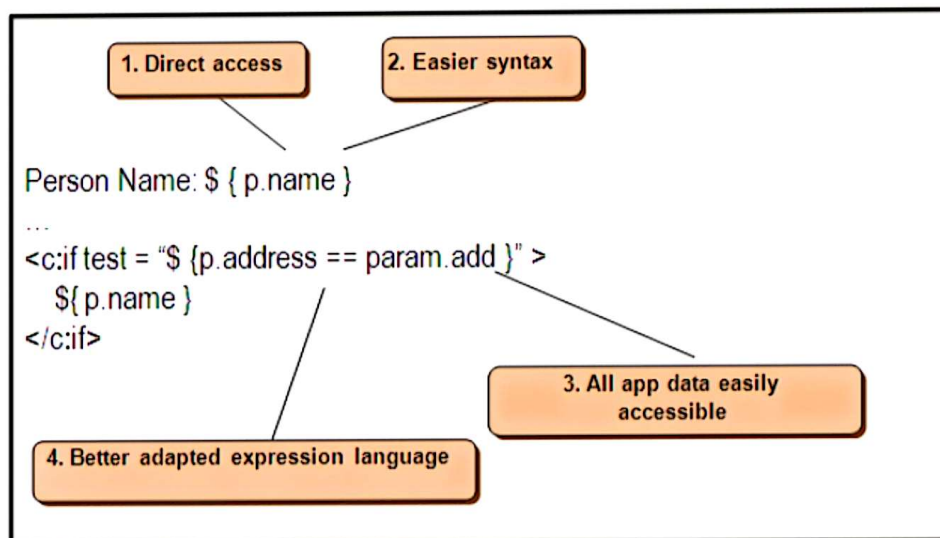 1. Direct access
2. Easier syntax
Person Name: $ { p.name }
...
<c:if test = “$ {p.address == param.add }” >
${ p.name }
</c:if>
3. All app data easily
accessible
4. Better adapted expression language